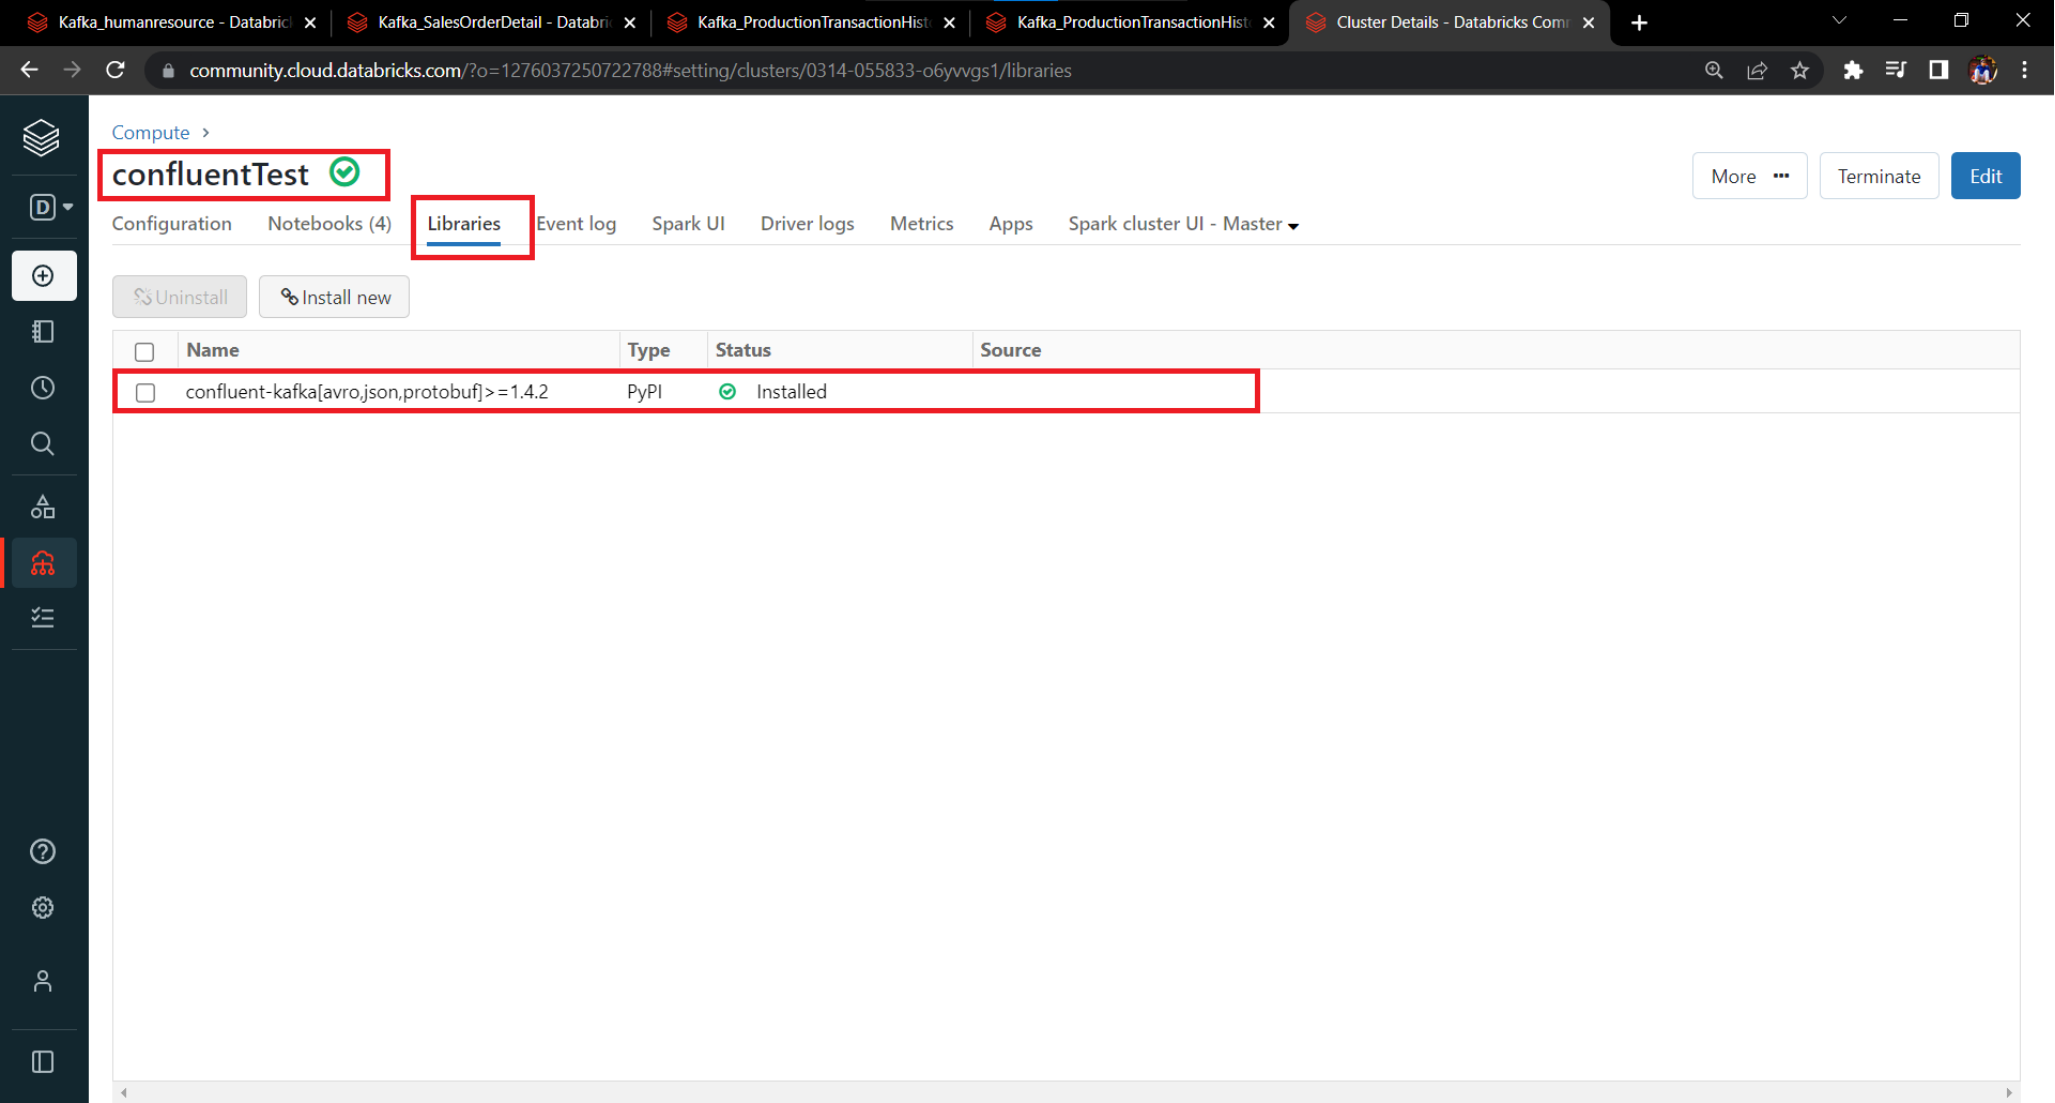 Kafka_humanresource - Databric
Kafka_SalesOrderDetail - Databri
Kafka_ProductionTransactionHist
Kafka_ProductionTransactionHist
Cluster Details - Databricks Com
community.cloud.databricks.com/?o=1276037250722788#setting/clusters/0314-055833-o6yvvgs1/libraries
Compute
confluentTest
More
Terminate
Edit
D
Configuration
Notebooks (4)
Libraries
Event log
Spark UI
Driver logs
Metrics
Apps
Spark cluster UI - Master
Uninstall
Install new
Name
Type
Status
Source
confluent-kafka[avro,json,protobuf]>=1.4.2
PyPI
Installed